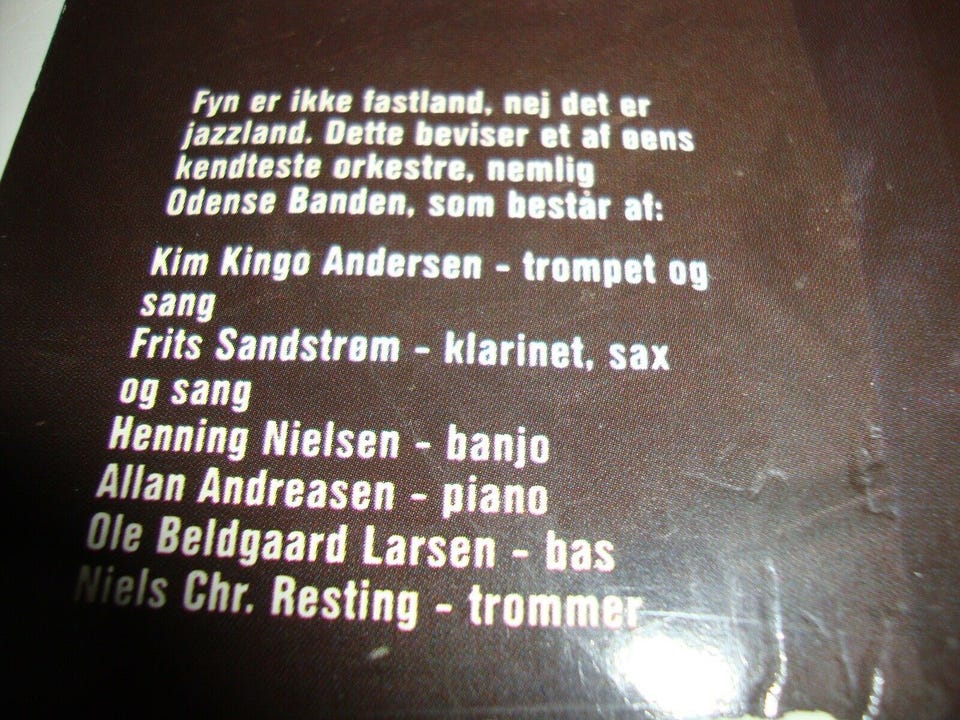 Fyn er ikke fastland, nej det er
jazzland. Dette beviser et af øens
kendteste orkestre, nemlig
Odense Banden, som består af:
Kim Kingo Andersen - trompet og
sang
Frits Sandstrøm - klarinet, sax
og sang
Henning Nielsen - banjo
Allan Andreasen - piano
Ole Beldgaard Larsen - bas
Niels Chr. Resting - trommer